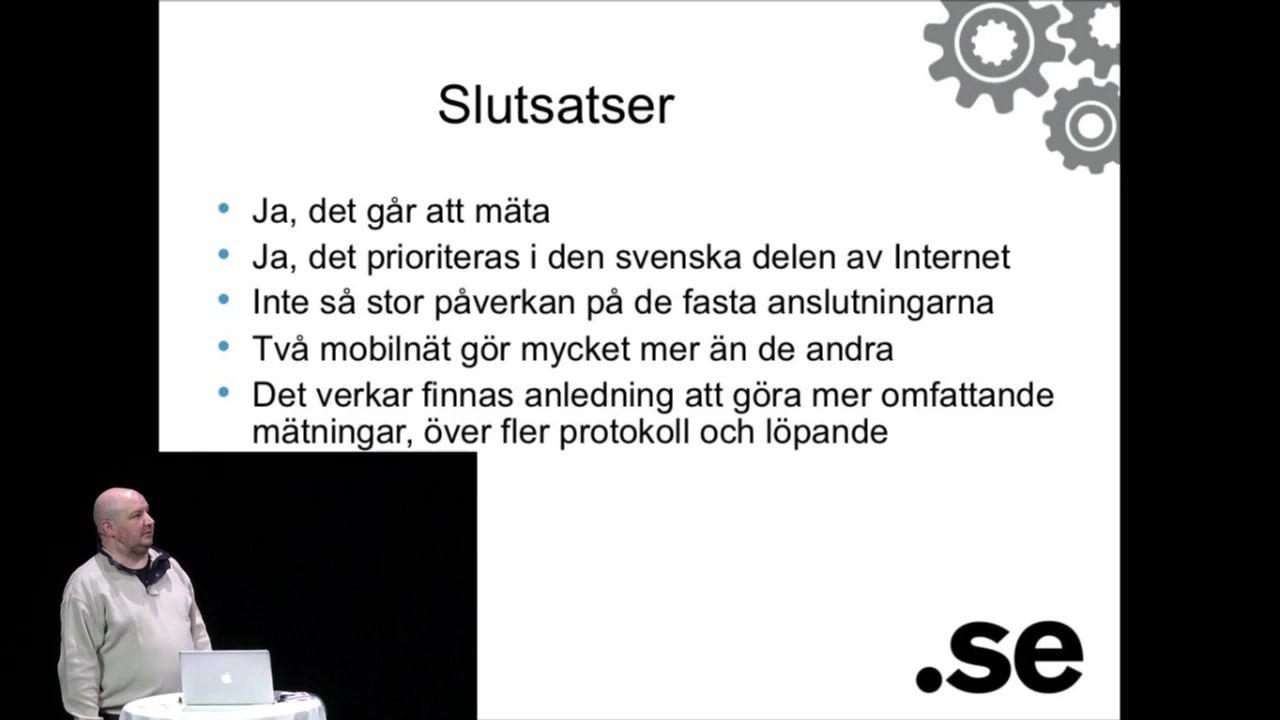 Slutsatser
Ja, det går att mäta
Ja, det prioriteras i den svenska delen av Internet
Inte så stor påverkan på de fasta anslutningarna
Två mobilnät gör mycket mer än de andra
Det verkar finnas anledning att göra mer omfattande
mätningar, över fler protokoll och löpande
.se